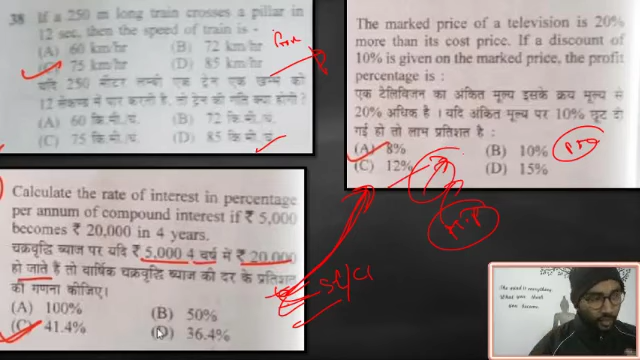 38 If a 250 m long train crosses a pillar in
12 sec, then the speed of train is -
(A) 60 km/hr (B) 72 km/hr
(C) 75 km/hr (D) 85 km/hr
यदि 250 मीटर लम्बी एक ट्रेन एक खम्भे को
12 सेकण्ड में पार करती है, तो ट्रेन की गति क्या होगी?
(A) 60 कि.मी./घं. (B) 72 कि.मी./घं.
(C) 75 कि.मी./घं. (D) 85 कि.मी./घं.
Calculate the rate of interest in percentage
per annum of compound interest if ₹ 5,000
becomes ₹ 20,000 in 4 years.
चक्रवृद्धि ब्याज पर यदि ₹ 5,000 4 वर्ष में ₹ 20,000
हो जाते हैं तो वार्षिक चक्रवृद्धि ब्याज की दर के प्रतिशत
की गणना कीजिए।
(A) 100% (B) 50%
(C) 41.4% (D) 36.4%
SI/CI
The marked price of a television is 20%
more than its cost price. If a discount of
10% is given on the marked price, the profit
percentage is :
एक टेलिविजन का अंकित मूल्य इसके क्रय मूल्य से
20% अधिक है। यदि अंकित मूल्य पर 10% छूट दी
गई हो तो लाभ प्रतिशत है :
(A) 8% (B) 10%
(C) 12% (D) 15%